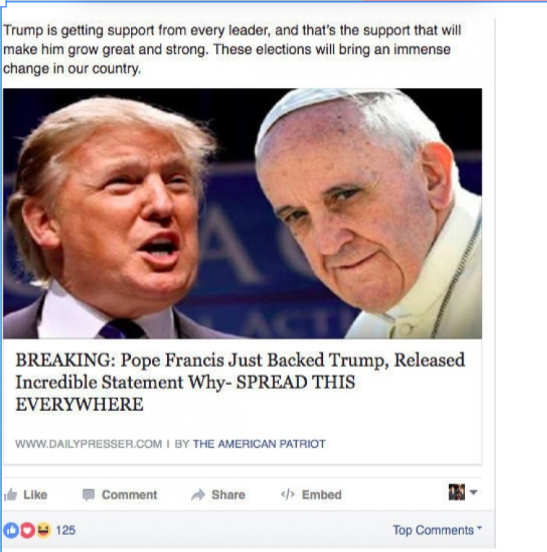 Trump is getting support from every leader, and that's the support that will
make him grow great and strong. These elections will bring an immense
change in our country.
AC
ACTI
BREAKING: Pope Francis Just Backed Trump, Released
Incredible Statement Why- SPREAD THIS
EVERYWHERE
WWW.DAILYPRESSER.COM | BY THE AMERICAN PATRIOT
Like Comment Share </> Embed
125 Top Comments